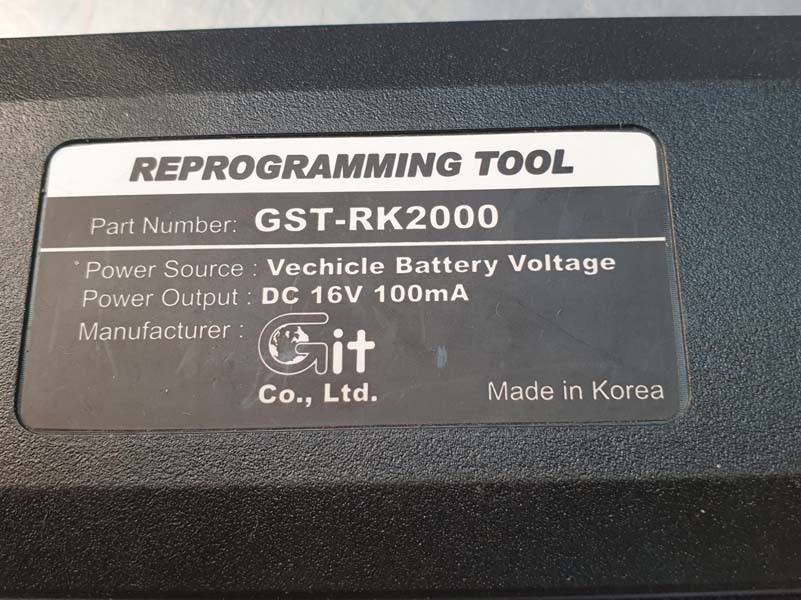 REPROGRAMMING TOOL
Part Number: GST-RK2000
Power Source : Vechicle Battery Voltage
Power Output : DC 16V 100mA
Manufacturer : Git
Co., Ltd.
Made in Korea